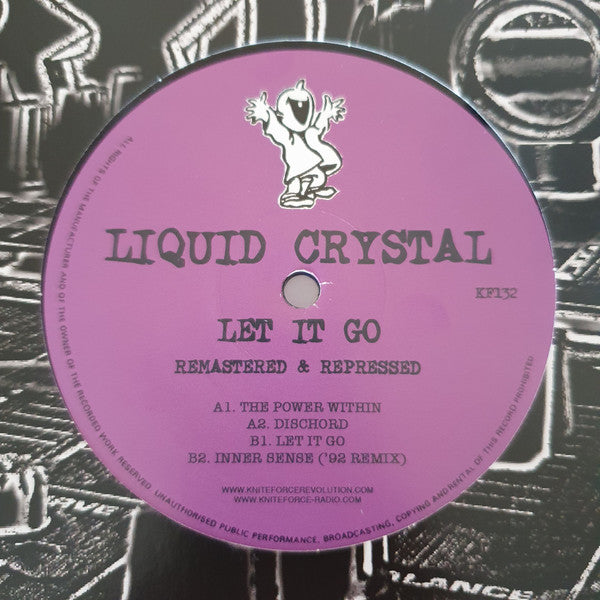 LIQUID CRYSTAL
KF132
LET IT GO
REMASTERED & REPRESSED
A1. THE POWER WITHIN
A2. DISCHORD
B1. LET IT GO
B2. INNER SENSE ('92 REMIX)
WWW.KNITEFORCEREVOLUTION.COM
WWW.KNITEFORCE-RADIO.COM
ALL RIGHTS OF THE MANUFACTURER AND OF THE OWNER OF THE RECORDED WORK RESERVED. UNAUTHORISED PUBLIC PERFORMANCE, BROADCASTING, COPYING ANDRENTAL OF THIS RECORD PROHIBITED